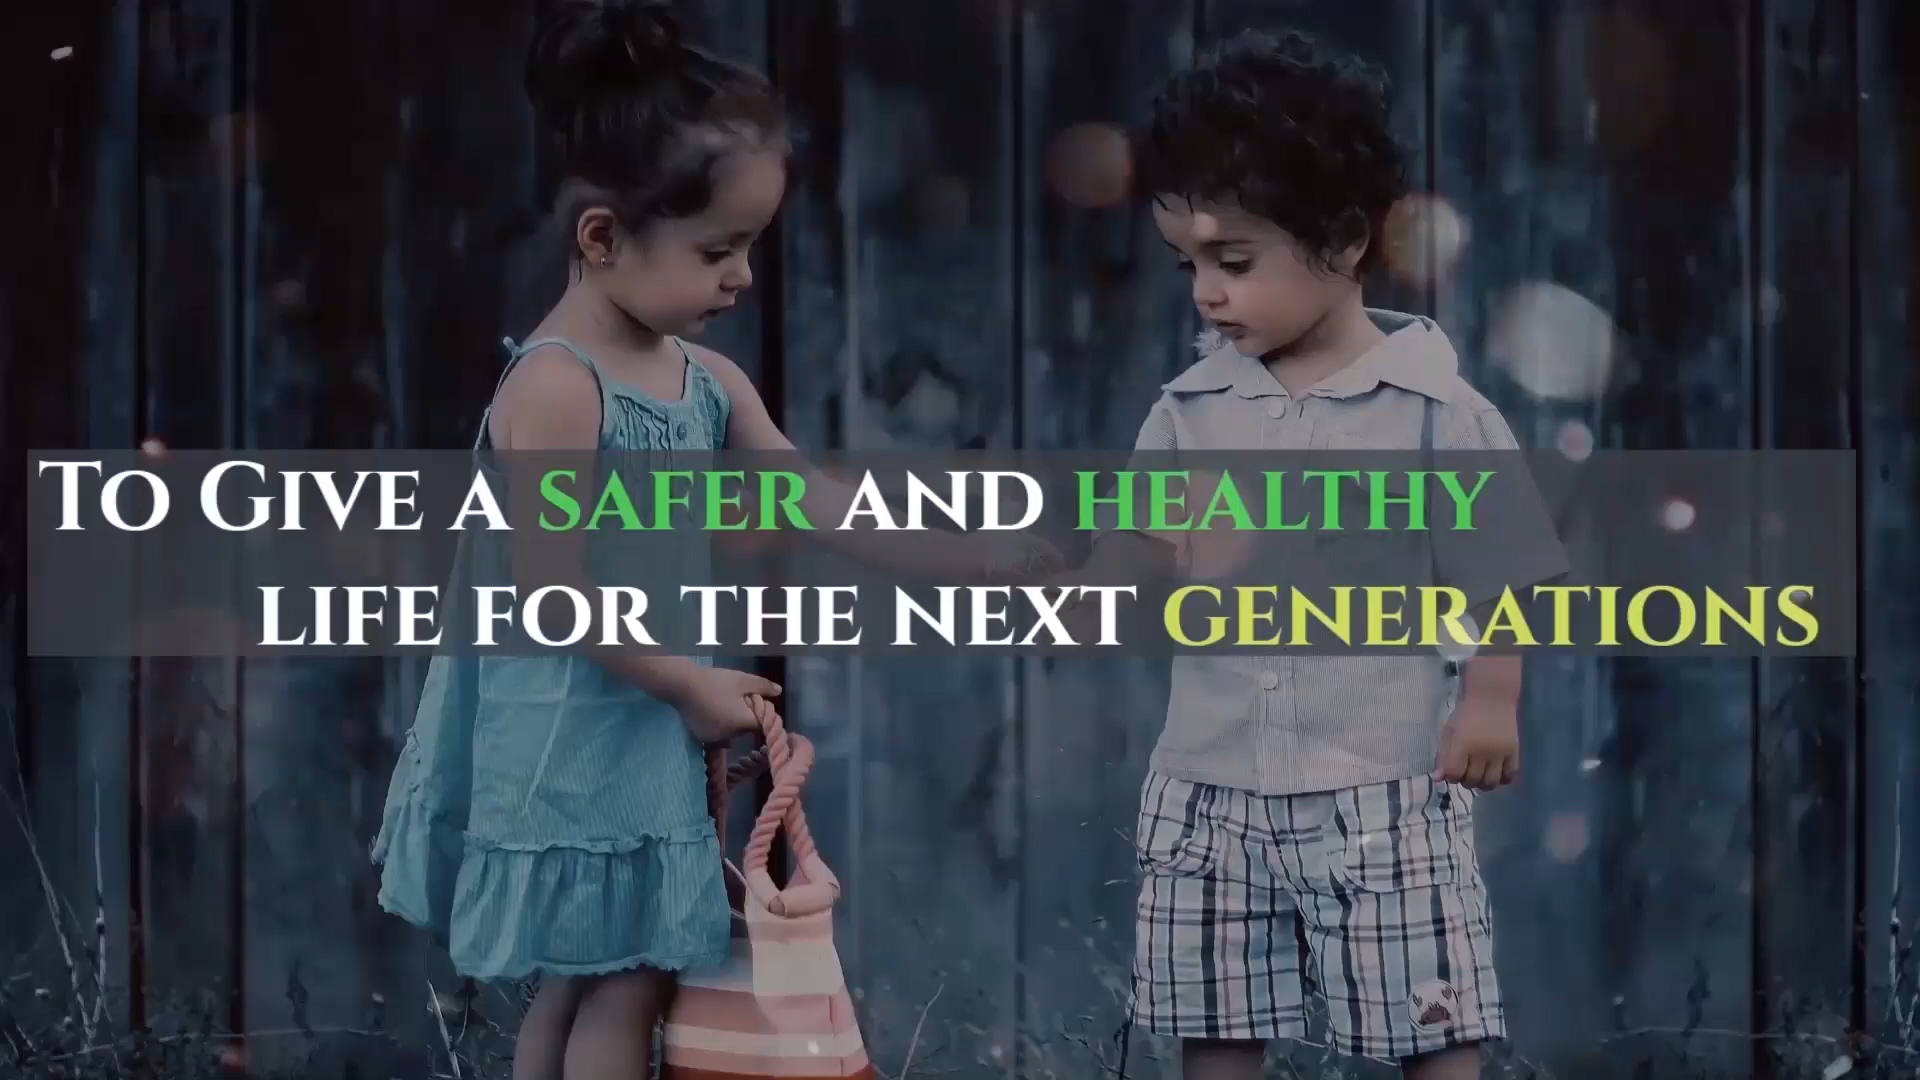 To Give a safer and healthy
life for the next generations